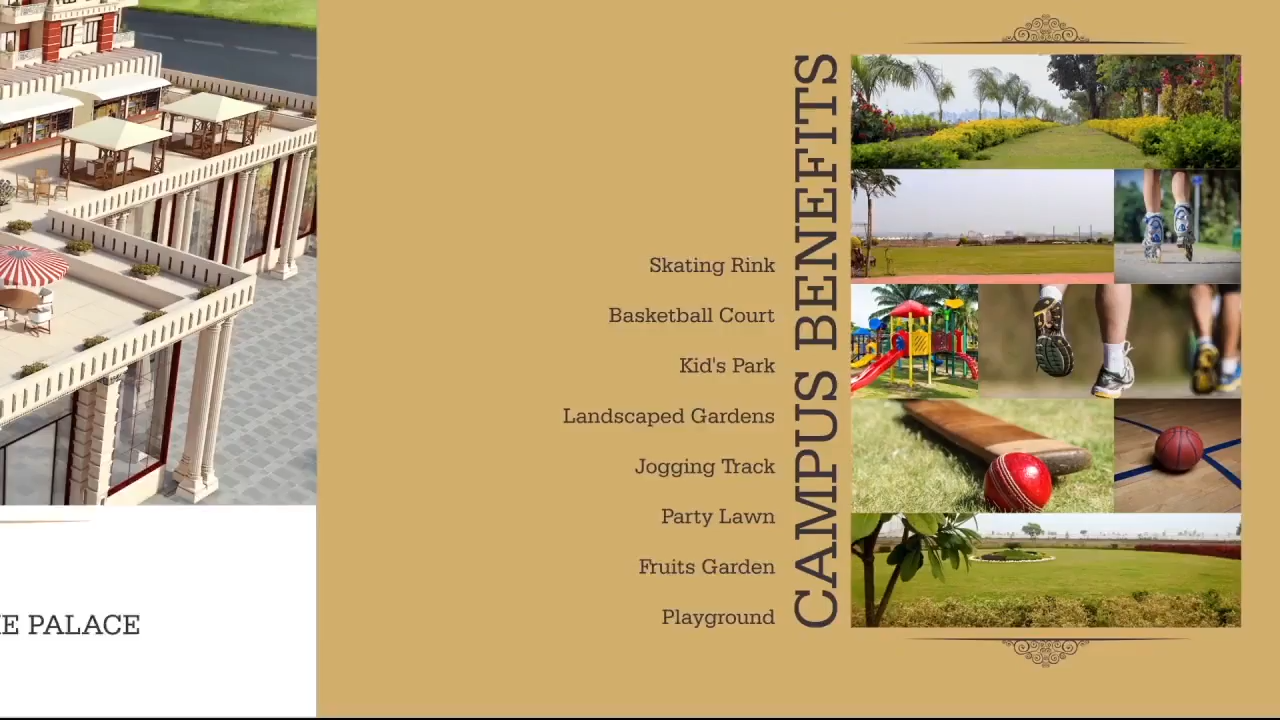 CAMPUS BENEFITS
Skating Rink
Basketball Court
Kid's Park
Landscaped Gardens
Jogging Track
Party Lawn
Fruits Garden
Playground
PALACE